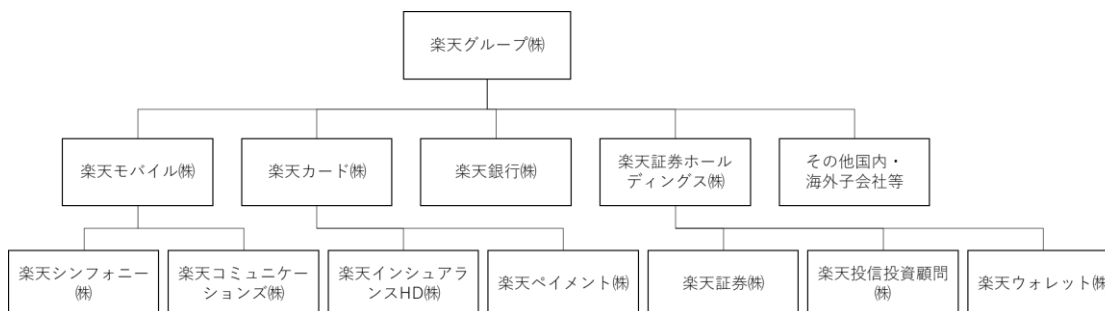 楽天グループ㈱
楽天モバイル㈱
楽天カード㈱
楽天銀行㈱
楽天証券ホール
ディングス㈱
その他国内・
海外子会社等
楽天シンフォニー
㈱
楽天コミュニケー
ションズ㈱
楽天インシュアラ
ンスHD㈱
楽天ペイメント㈱
楽天証券㈱
楽天投信投資顧問
㈱
楽天ウォレット㈱